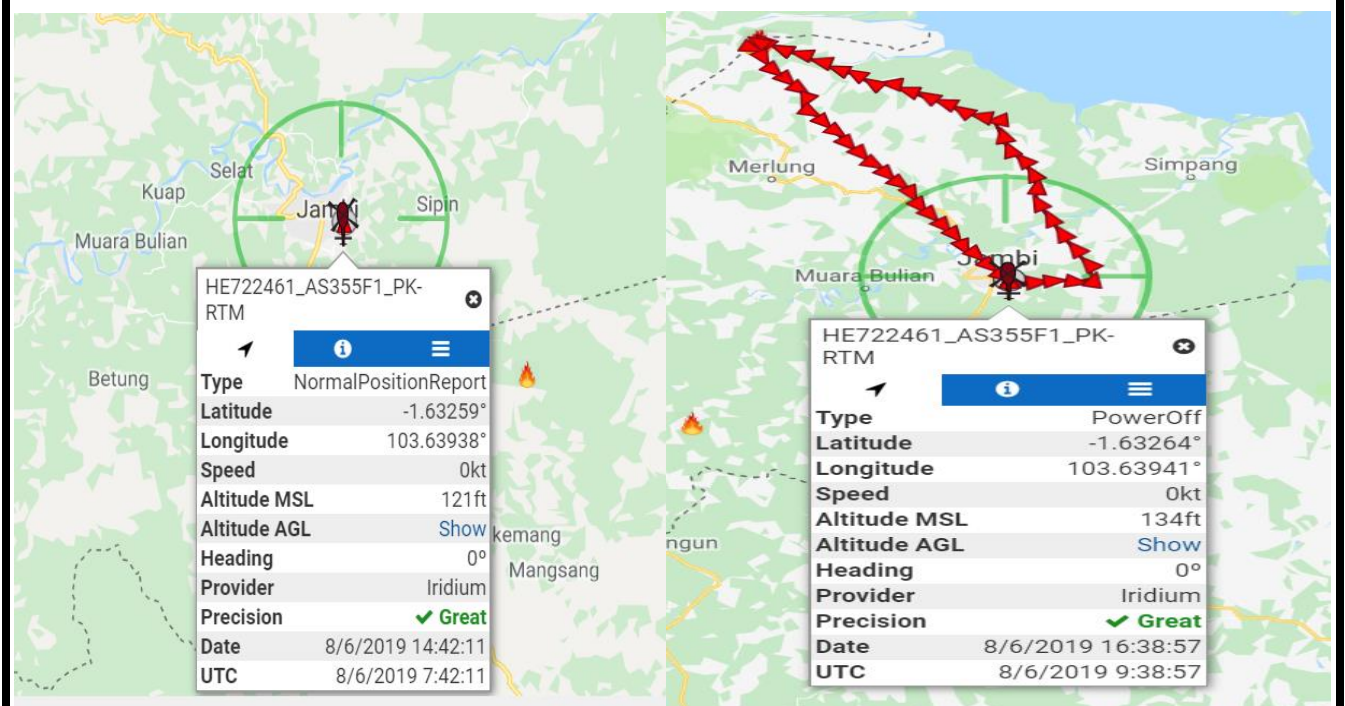 Selat
Kuap
Jambi
Sipin
Muara Bulian
Betung
kemang
Mangsang
HE722461_AS355F1_PK-
RTM
Type NormalPositionReport
Latitude -1.63259°
Longitude 103.63938°
Speed 0kt
Altitude MSL 121ft
Altitude AGL Show
Heading 0°
Provider Iridium
Precision Great
Date 8/6/2019 14:42:11
UTC 8/6/2019 7:42:11
Merlung
Simpang
Jambi
Muara Bulian
ngun
HE722461_AS355F1_PK-
RTM
Type PowerOff
Latitude -1.63264°
Longitude 103.63941°
Speed 0kt
Altitude MSL 134ft
Altitude AGL Show
Heading 0°
Provider Iridium
Precision Great
Date 8/6/2019 16:38:57
UTC 8/6/2019 9:38:57